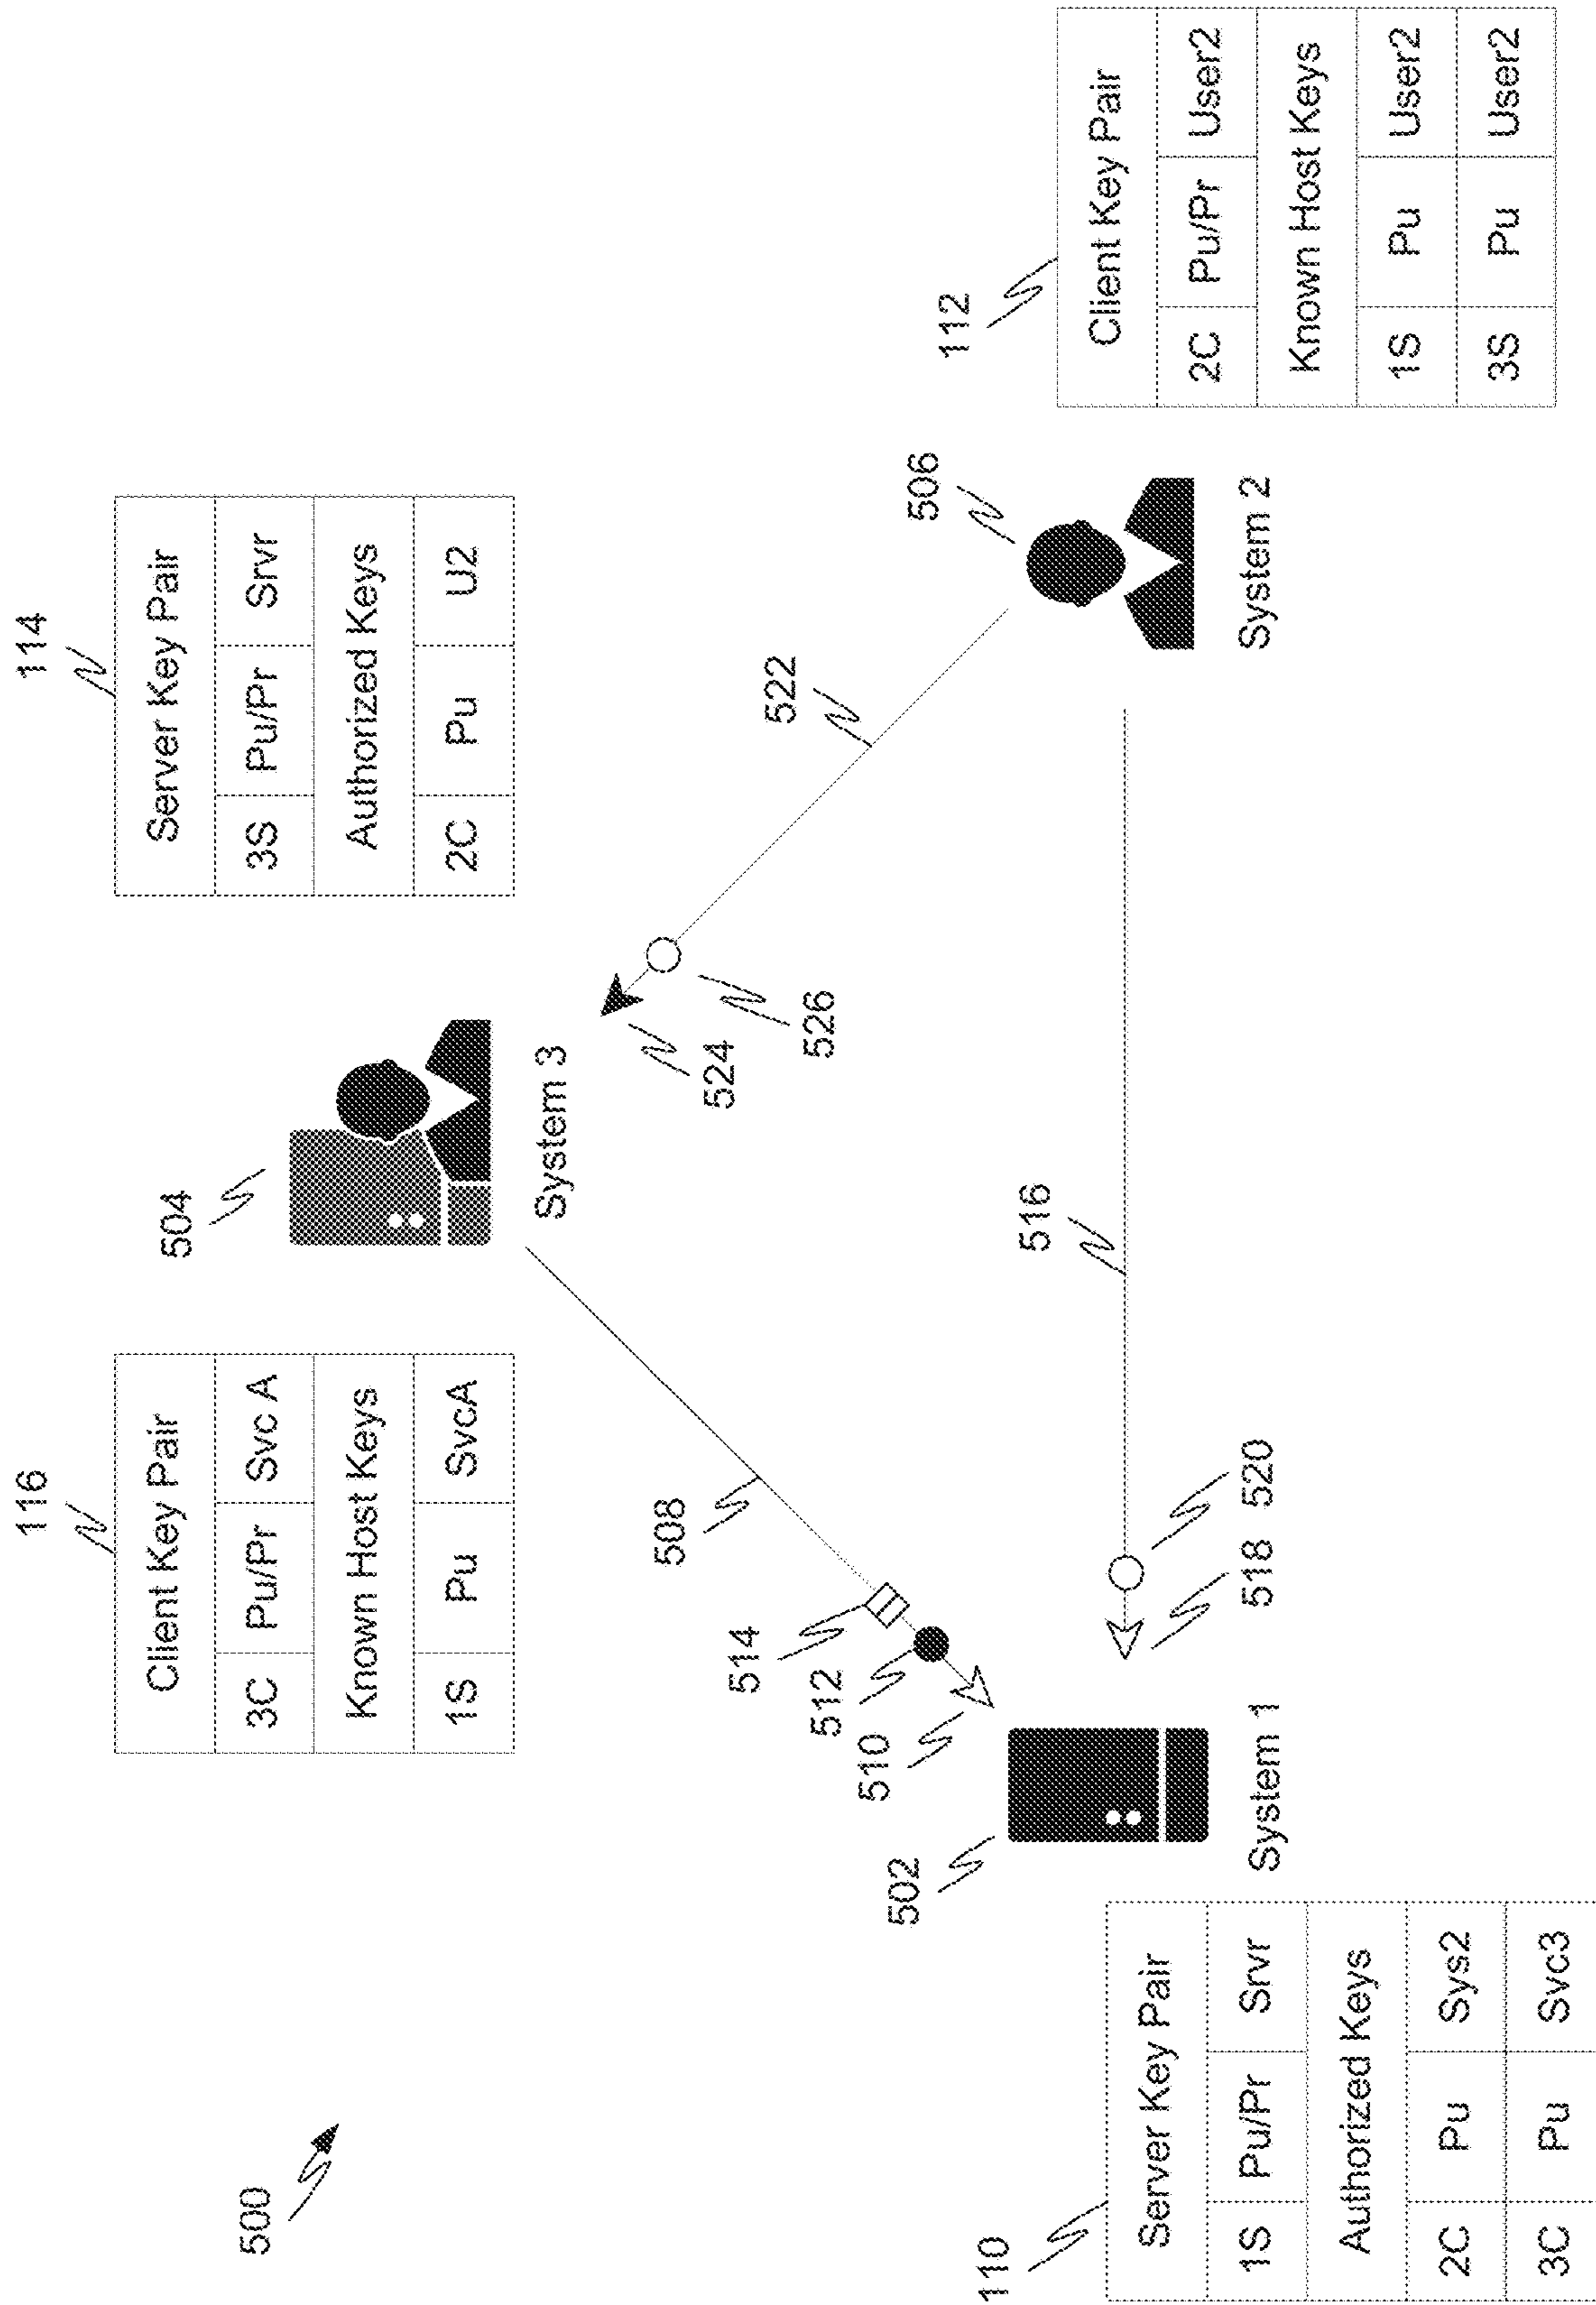 500
116
Client Key Pair
3C Pu/Pr Svc A
Known Host Keys
1S Pu SvcA
114
Server Key Pair
3S Pu/Pr Srvr
Authorized Keys
2C Pu U2
504
System 3
508
514
512
510
524
526
522
502
System 1
516
518 520
506
System 2
110
Server Key Pair
1S Pu/Pr Srvr
Authorized Keys
2C Pu Sys2
3C Pu Svc3
112
Client Key Pair
2C Pu/Pr User2
Known Host Keys
1S Pu User2
3S Pu User2